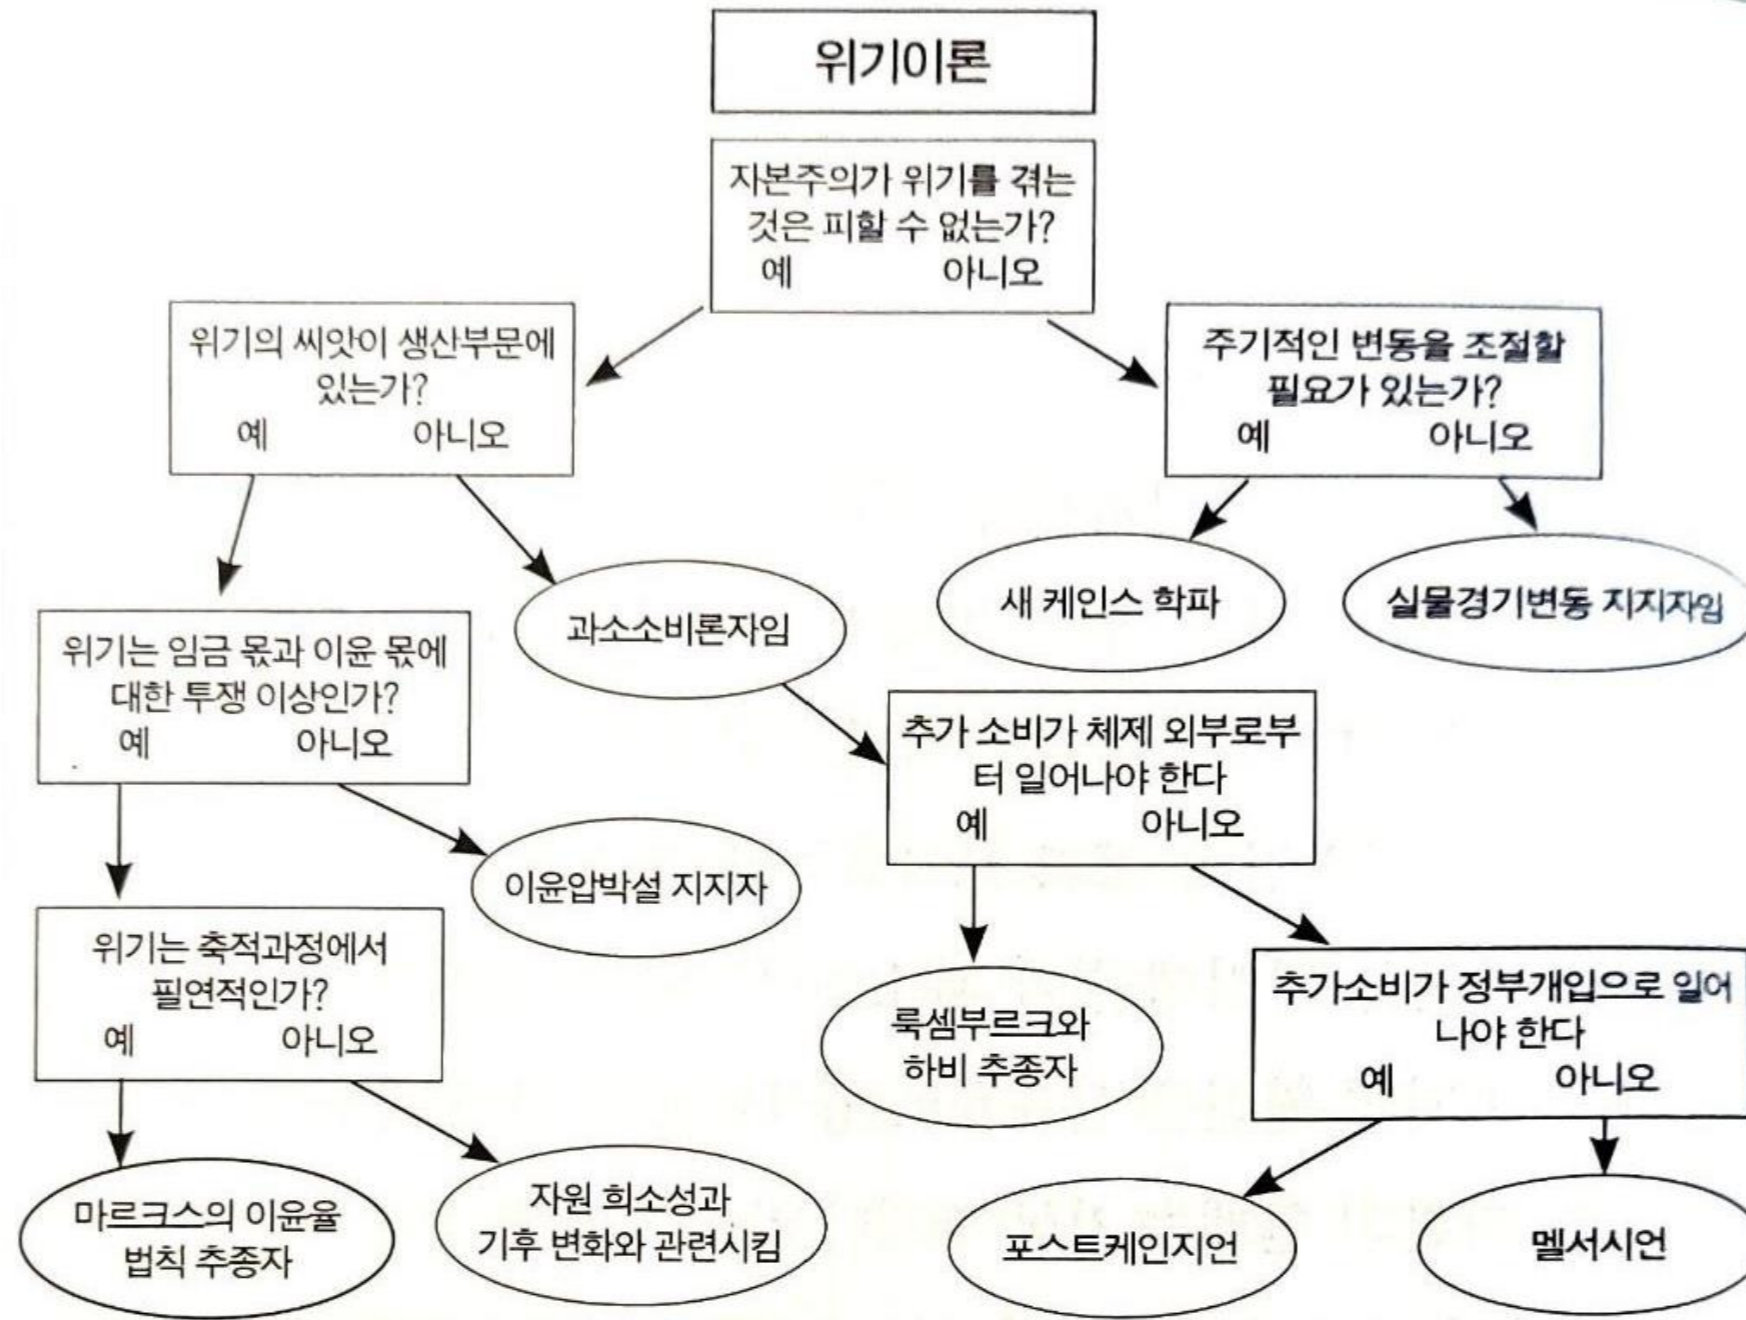 위기이론
자본주의가 위기를 겪는
것은 피할 수 없는가?
예 아니오
위기의 씨앗이 생산부문에
있는가?
예 아니오
주기적인 변동을 조절할
필요가 있는가?
예 아니오
새 케인스 학파
실물경기변동 지지자임
과소소비론자임
위기는 임금 몫과 이윤 몫에
대한 투쟁 이상인가?
예 아니오
추가 소비가 체제 외부로부
터 일어나야 한다
예 아니오
이윤압박설 지지자
위기는 축적과정에서
필연적인가?
예 아니오
룩셈부르크와
하비 추종자
추가소비가 정부개입으로 일어
나야 한다
예 아니오
마르크스의 이윤율
법칙 추종자
자원 희소성과
기후 변화와 관련시킴
포스트케인지언
멜서시언